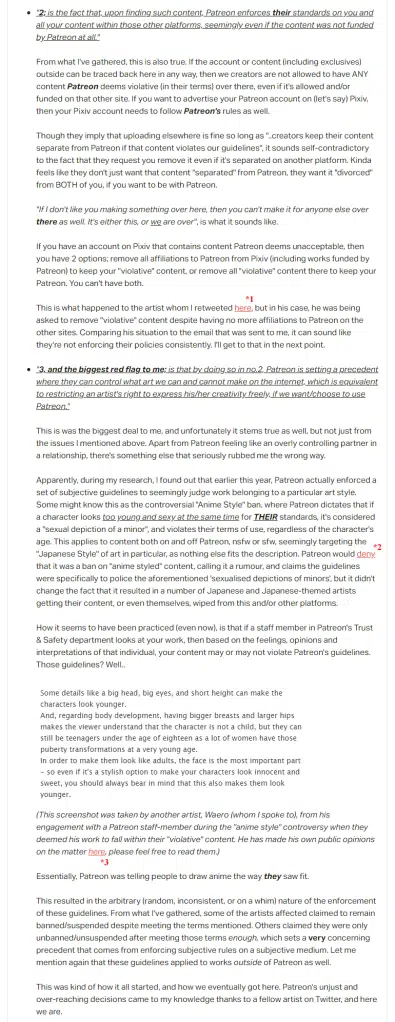 • "2; is the fact that, upon finding such content, Patreon enforces their standards on you and
all your content within those other platforms, seemingly even if the content was not funded
by Patreon at all."
From what I've gathered, this is also true. If the account or content (including exclusives)
outside can be traced back here in any way, then we creators are not allowed to have ANY
content Patreon deems violative (in their terms) over there, even if it's allowed and/or
funded on that other site. If you want to advertise your Patreon account on (let's say) Pixiv,
then your Pixiv account needs to follow Patreon's rules as well.
Though they imply that uploading elsewhere is fine so long as "..creators keep their content
separate from Patreon if that content violates our guidelines", it sounds self-contradictory
to the fact that they request you remove it even if it's separated on another platform. Kinda
feels like they don't just want that content "separated" from Patreon, they want it "divorced"
from BOTH of you, if you want to be with Patreon.
"If I don't like you making something over here, then you can't make it for anyone else over
there as well. It's either this, or we are over", is what it sounds like.
If you have an account on Pixiv that contains content Patreon deems unacceptable, then
you have 2 options; remove all affiliations to Patreon from Pixiv (including works funded by
Patreon) to keep your "violative" content, or remove all "violative" content there to keep your
Patreon. You can't have both.
*1
This is what happened to the artist whom I retweeted here, but in his case, he was being
asked to remove "violative" content despite having no more affiliations to Patreon on the
other sites. Comparing his situation to the email that was sent to me, it can sound like
they're not enforcing their policies consistently. I'll get to that in the next point.
• "3, and the biggest red flag to me; is that by doing so in no.2, Patreon is setting a precedent
where they can control what art we can and cannot make on the internet, which is equivalent
to restricting an artist's right to express his/her creativity freely, if we want/choose to use
Patreon."
This was the biggest deal to me, and unfortunately it stems true as well, but not just from
the issues I mentioned above. Apart from Patreon feeling like an overly controlling partner in
a relationship, there's something else that seriously rubbed me the wrong way.
Apparently, during my research, I found out that earlier this year, Patreon actually enforced a
set of subjective guidelines to seemingly judge work belonging to a particular art style.
Some might know this as the controversial "Anime Style" ban, where Patreon dictates that if
a character looks too young and sexy at the same time for THEIR standards, it's considered
a "sexual depiction of a minor", and violates their terms of use, regardless of the character's
age. This applies to content both on and off Patreon, nsfw or sfw, seemingly targeting the
"Japanese Style" of art in particular, as nothing else fits the description. Patreon would deny *2
that it was a ban on "anime styled" content, calling it a rumour, and claims the guidelines
were specifically to police the aforementioned 'sexualised depictions of minors', but it didn't
change the fact that it resulted in a number of Japanese and Japanese-themed artists
getting their content, or even themselves, wiped from this and/or other platforms.
How it seems to have been practiced (even now), is that if a staff member in Patreon's Trust
& Safety department looks at your work, then based on the feelings, opinions and
interpretations of that individual, your content may or may not violate Patreon's guidelines.
Those guidelines? Well..
Some details like a big head, big eyes, and short height can make the
characters look younger.
And, regarding body development, having bigger breasts and larger hips
makes the viewer understand that the character is not a child, but they can
still be teenagers under the age of eighteen as a lot of women have those
puberty transformations at a very young age.
In order to make them look like adults, the face is the most important part
– so even if it's a stylish option to make your characters look innocent and
sweet, you should always bear in mind that this also makes them look
younger.
(This screenshot was taken by another artist, Waero (whom I spoke to), from his
engagement with a Patreon staff-member during the "anime style" controversy when they
deemed his work to fall within their "violative" content. He has made his own public opinions
on the matter here, please feel free to read them.)
*3
Essentially, Patreon was telling people to draw anime the way they saw fit.
This resulted in the arbitrary (random, inconsistent, or on a whim) nature of the enforcement
of these guidelines. From what I've gathered, some of the artists affected claimed to remain
banned/suspended despite meeting the terms mentioned. Others claimed they were only
unbanned/unsuspended after meeting those terms enough, which sets a very concerning
precedent that comes from enforcing subjective rules on a subjective medium. Let me
mention again that these guidelines applied to works outside of Patreon as well.
This was kind of how it all started, and how we eventually got here. Patreon's unjust and
over-reaching decisions came to my knowledge thanks to a fellow artist on Twitter, and here
we are.